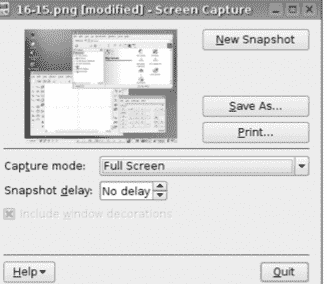 16-15.png [modified] - Screen Capture
New Snapshot
Save As...
Print...
Capture mode: Full Screen
Snapshot delay: No delay
Include window decorations
Help
Quit